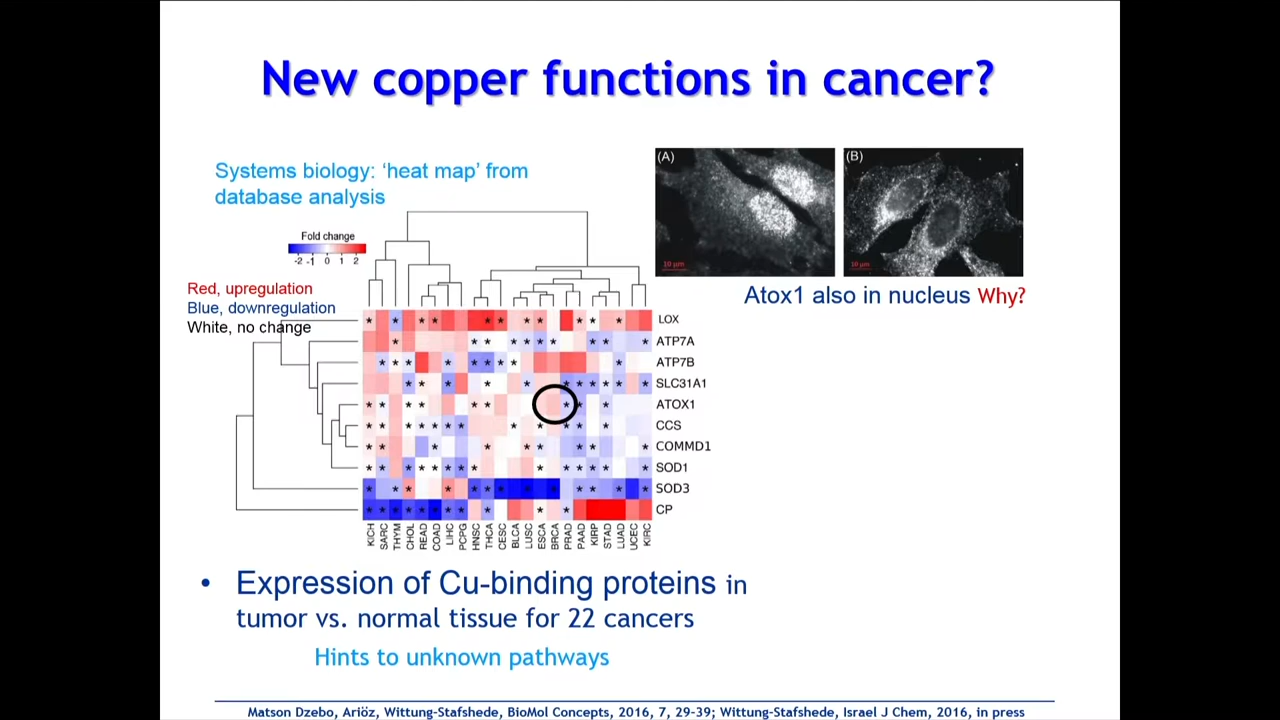 New copper functions in cancer?
Systems biology: ‘heat map’ from
database analysis
Fold change
-2 -1 0 1 2
Red, upregulation
Blue, downregulation
White, no change
(A)
10 µm
(B)
10 µm
Atox1 also in nucleus Why?
LOX
ATP7A
ATP7B
SLC31A1
ATOX1
CCS
COMMD1
SOD1
SOD3
CP
KICH SARC THYM CHOL READ COAD LIHC PCPG HNSC THCA CESC BLCA LUSC ESCA BRCA PRAD PAAD KIRP STAD LUAD UCEC KIRC
• Expression of Cu-binding proteins in
tumor vs. normal tissue for 22 cancers
Hints to unknown pathways
Matson Dzebo, Ariöz, Wittung-Stafshede, BioMol Concepts, 2016, 7, 29-39; Wittung-Stafshede, Israel J Chem, 2016, in press